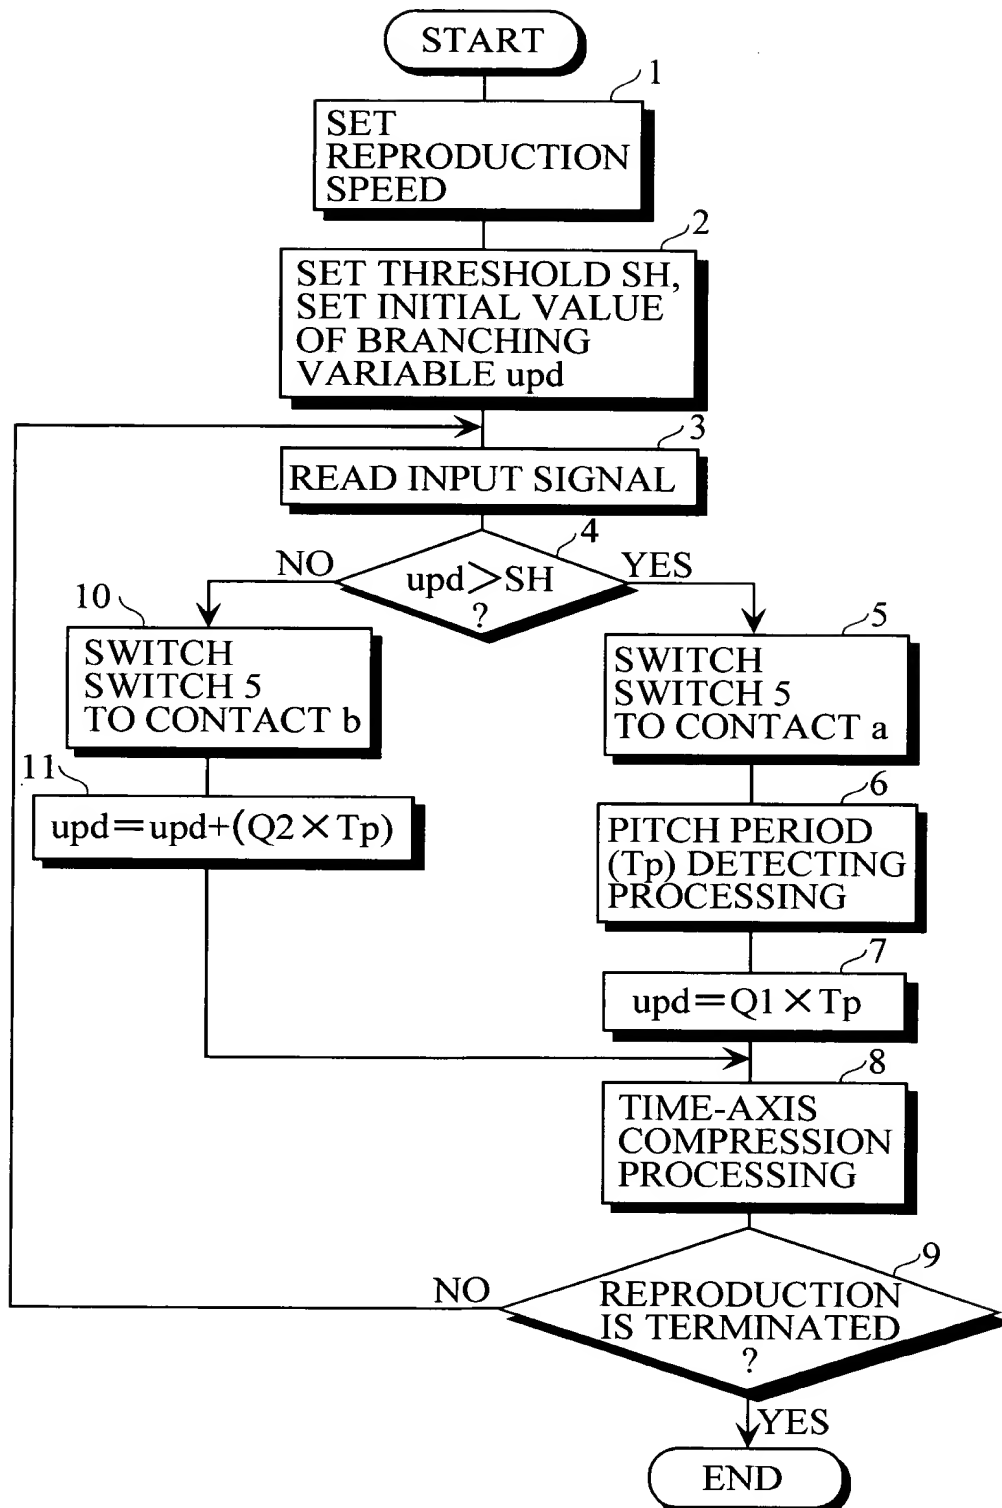 START
1
SET
REPRODUCTION
SPEED
2
SET THRESHOLD SH,
SET INITIAL VALUE
OF BRANCHING
VARIABLE upd
3
READ INPUT SIGNAL
4
NO
upd>SH
?
YES
10
SWITCH
SWITCH 5
TO CONTACT b
5
SWITCH
SWITCH 5
TO CONTACT a
11
upd=upd+(Q2×Tp)
6
PITCH PERIOD
(Tp) DETECTING
PROCESSING
7
upd=Q1×Tp
8
TIME-AXIS
COMPRESSION
PROCESSING
9
NO
REPRODUCTION
IS TERMINATED
?
YES
END